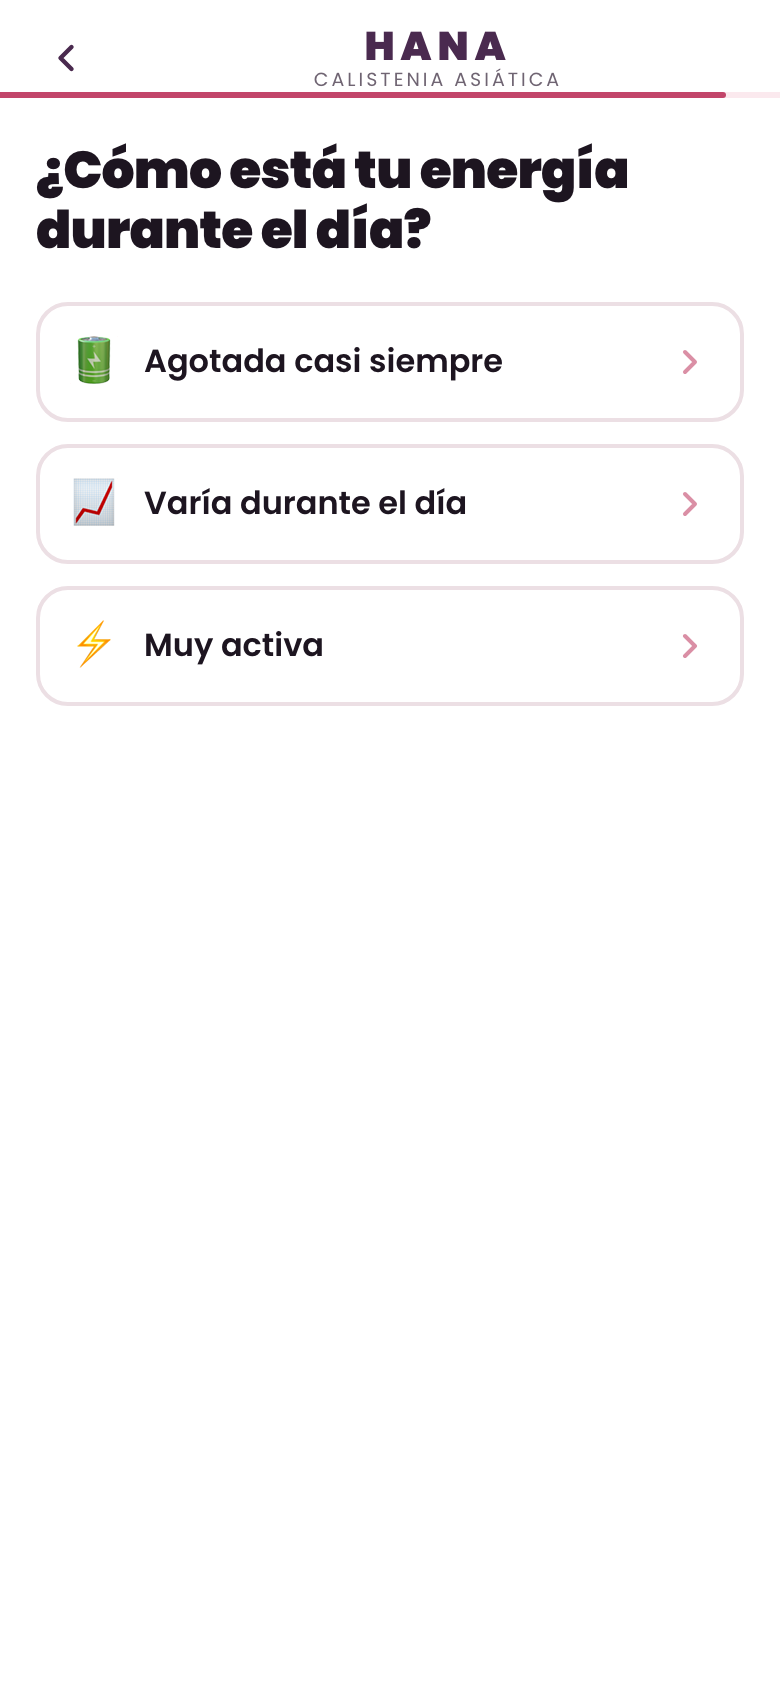 HANA
CALISTENIA ASIÁTICA
¿Cómo está tu energía
durante el día?
Agotada casi siempre
Varía durante el día
Muy activa